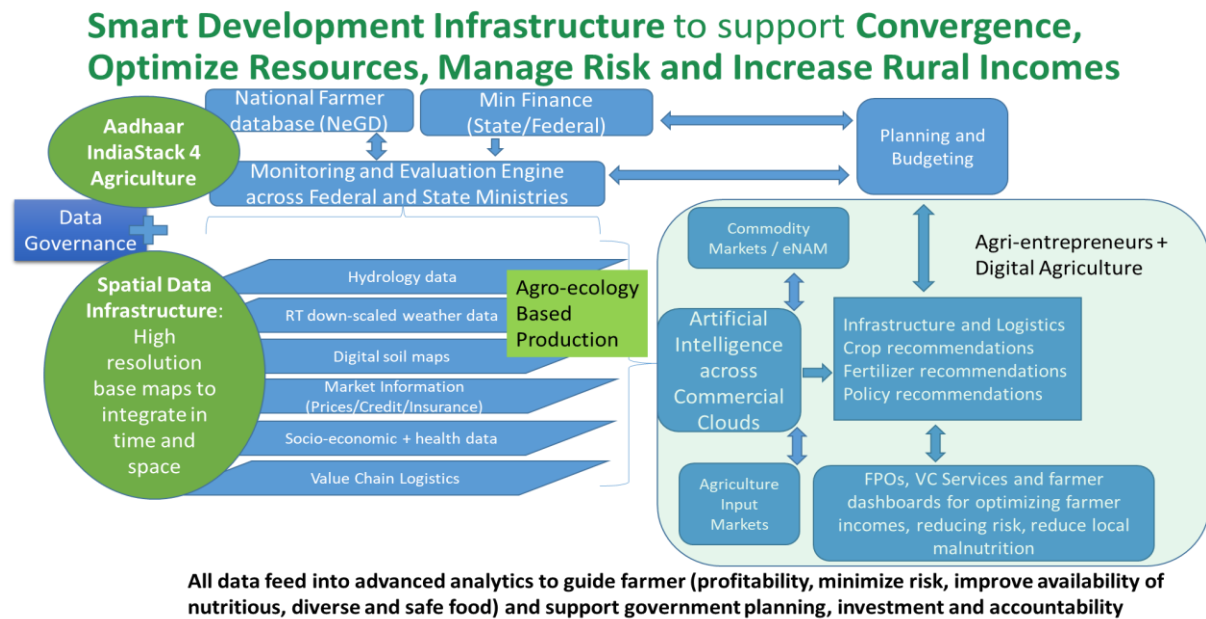 Smart Development Infrastructure to support Convergence,
Optimize Resources, Manage Risk and Increase Rural Incomes
National Farmer
database (NeGD)
Min Finance
(State/Federal)
Planning and
Budgeting
Aadhaar
IndiaStack 4
Agriculture
Monitoring and Evaluation Engine
across Federal and State Ministries
Data
Governance
Spatial Data
Infrastructure:
High
resolution
base maps to
integrate in
time and
space
Hydrology data
RT down-scaled weather data
Digital soil maps
Market Information
(Prices/Credit/Insurance)
Socio-economic + health data
Value Chain Logistics
Agro-ecology
Based
Production
Commodity
Markets / eNAM
Agri-entrepreneurs +
Digital Agriculture
Artificial
Intelligence
across
Commercial
Clouds
Infrastructure and Logistics
Crop recommendations
Fertilizer recommendations
Policy recommendations
Agriculture
Input
Markets
FPOs, VC Services and farmer
dashboards for optimizing farmer
incomes, reducing risk, reduce local
malnutrition
All data feed into advanced analytics to guide farmer (profitability, minimize risk, improve availability of
nutritious, diverse and safe food) and support government planning, investment and accountability